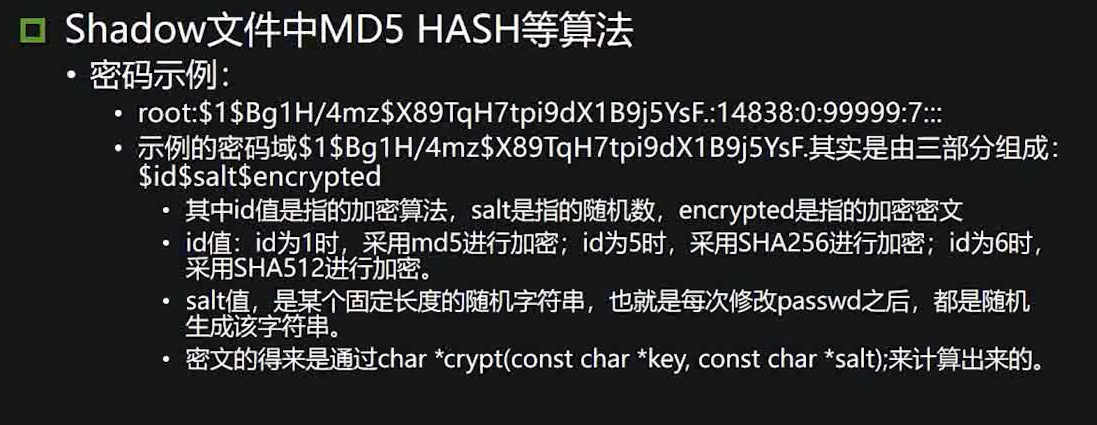 Shadow文件中MD5 HASH等算法
• 密码示例：
• root:$1$Bg1H/4mz$X89TqH7tpi9dX1B9j5YsF.:14838:0:99999:7:::
• 示例的密码域$1$Bg1H/4mz$X89TqH7tpi9dX1B9j5YsF.其实是由三部分组成：
$id$salt$encrypted
• 其中id值是指的加密算法，salt是指的随机数，encrypted是指的加密密文
• id值：id为1时，采用md5进行加密；id为5时，采用SHA256进行加密；id为6时，
采用SHA512进行加密。
• salt值，是某个固定长度的随机字符串，也就是每次修改passwd之后，都是随机
生成该字符串。
• 密文的得来是通过char *crypt(const char *key, const char *salt);来计算出来的。